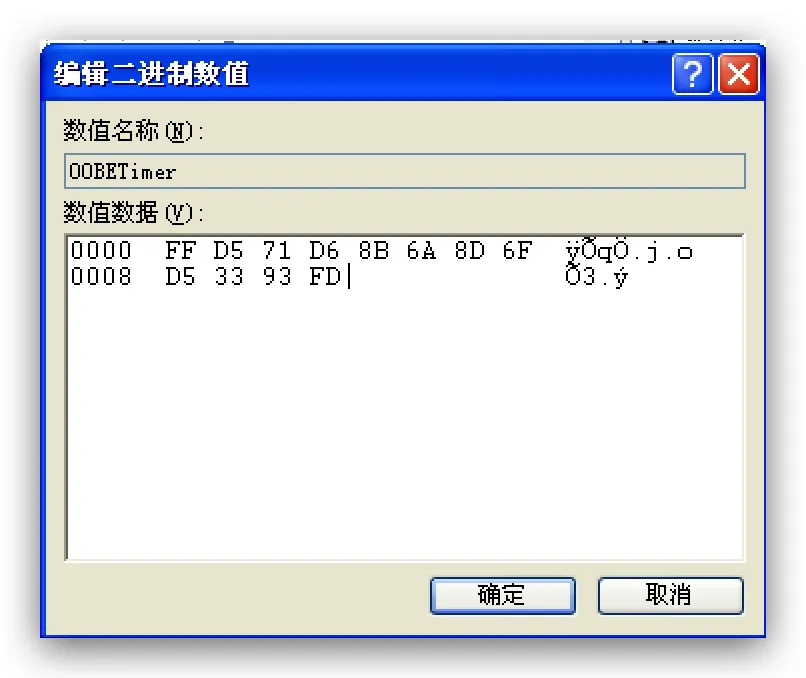 编辑二进制数值
数值名称(N):
OOBETimer
数值数据(V):
0000 FF D5 71 D6 8B 6A 8D 6F ÿÕqÖ.j.o
0008 D5 33 93 FD Õ3.ý
确定 取消